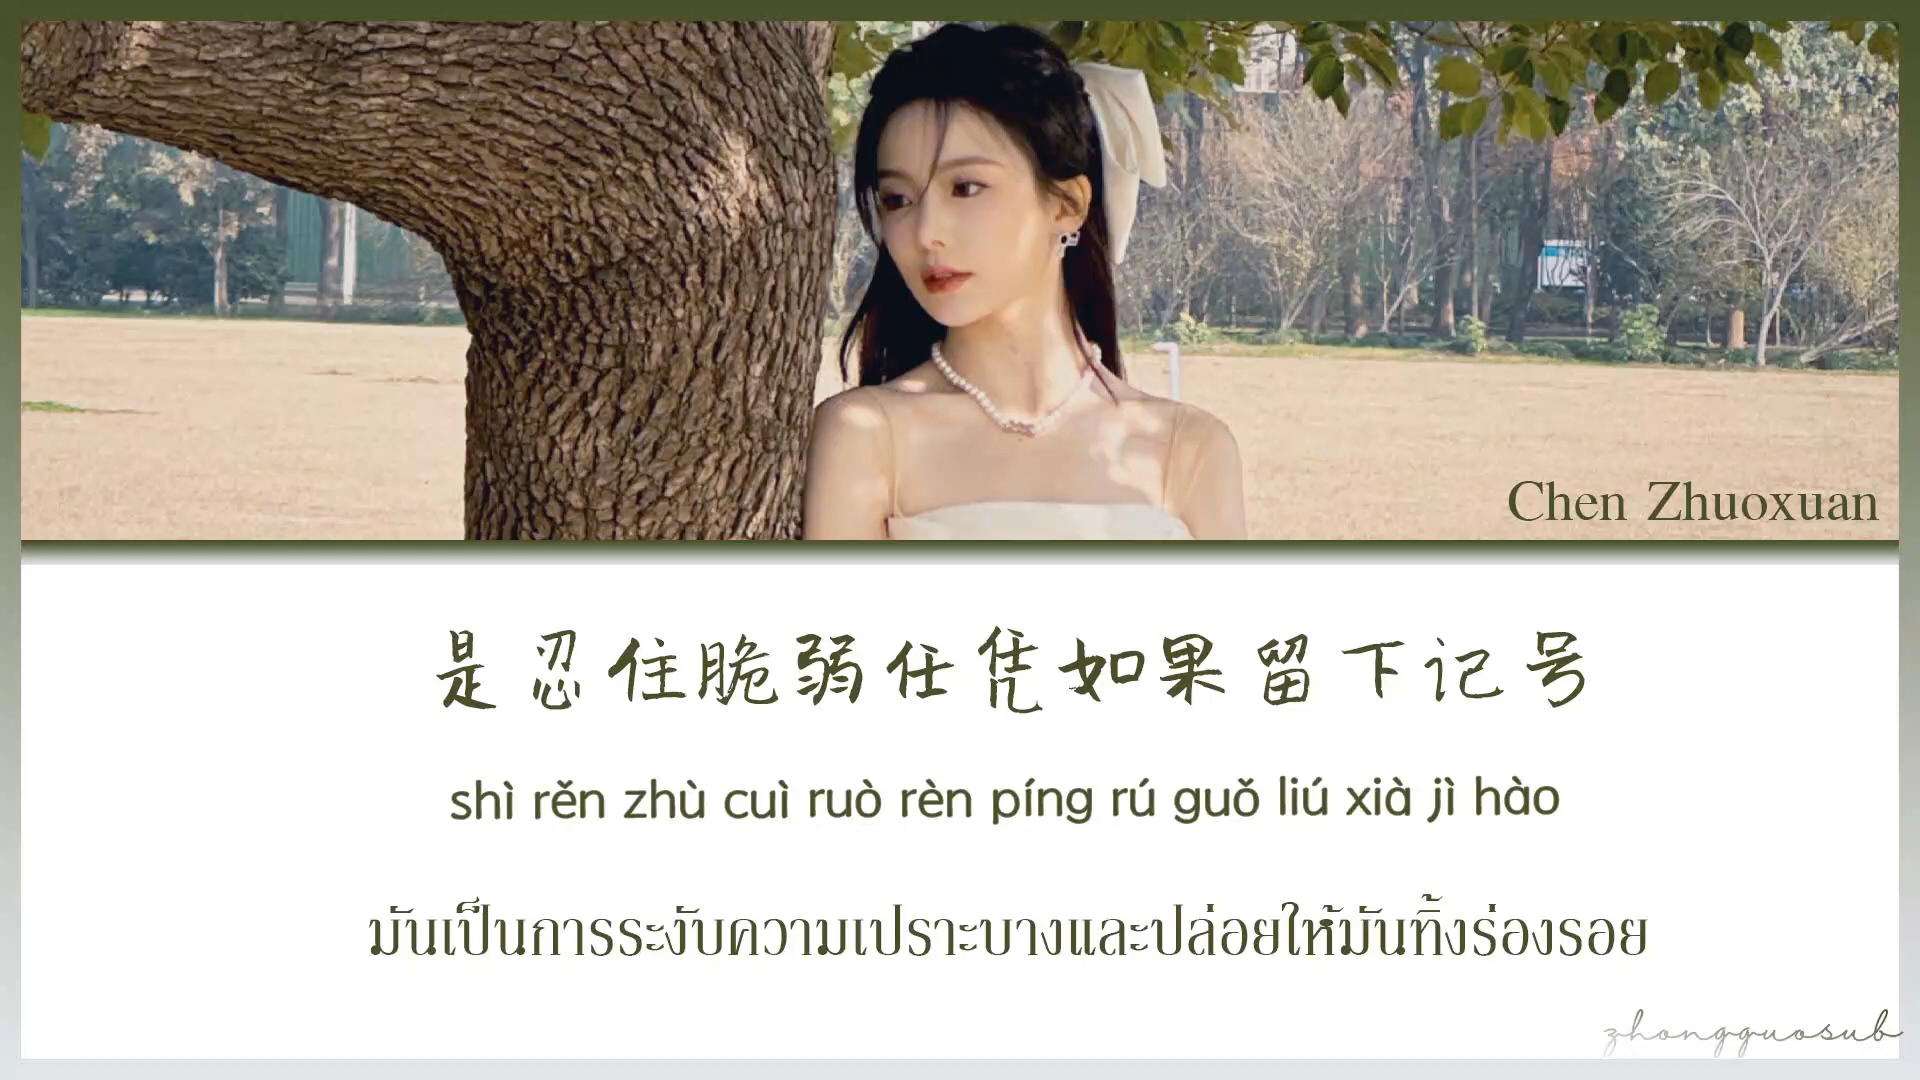 Chen Zhuoxuan
是忍住脆弱任凭如果留下记号
shì rěn zhù cuì ruò rèn píng rú guǒ liú xià jì hào
มันเป็นการระงับความเปราะบางและปล่อยให้มันทิ้งร่องรอย
zhongguosub